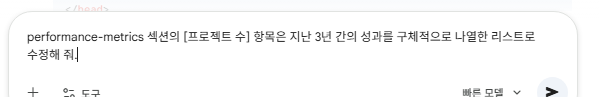 </head>
performance-metrics 섹션의 [프로젝트 수] 항목은 지난 3년 간의 성과를 구체적으로 나열한 리스트로
수정해 줘.
도구
빠른 모델